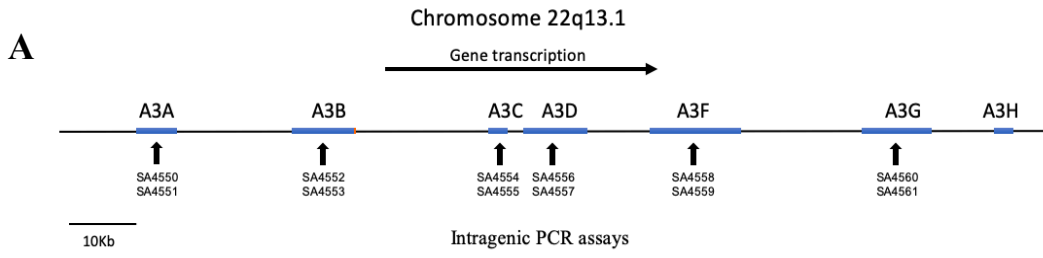 Chromosome 22q13.1
A
Gene transcription
A3A A3B A3C A3D A3F A3G A3H
SA4550 SA4552 SA4554 SA4556 SA4558 SA4560
SA4551 SA4553 SA4555 SA4557 SA4559 SA4561
10Kb
Intragenic PCR assays